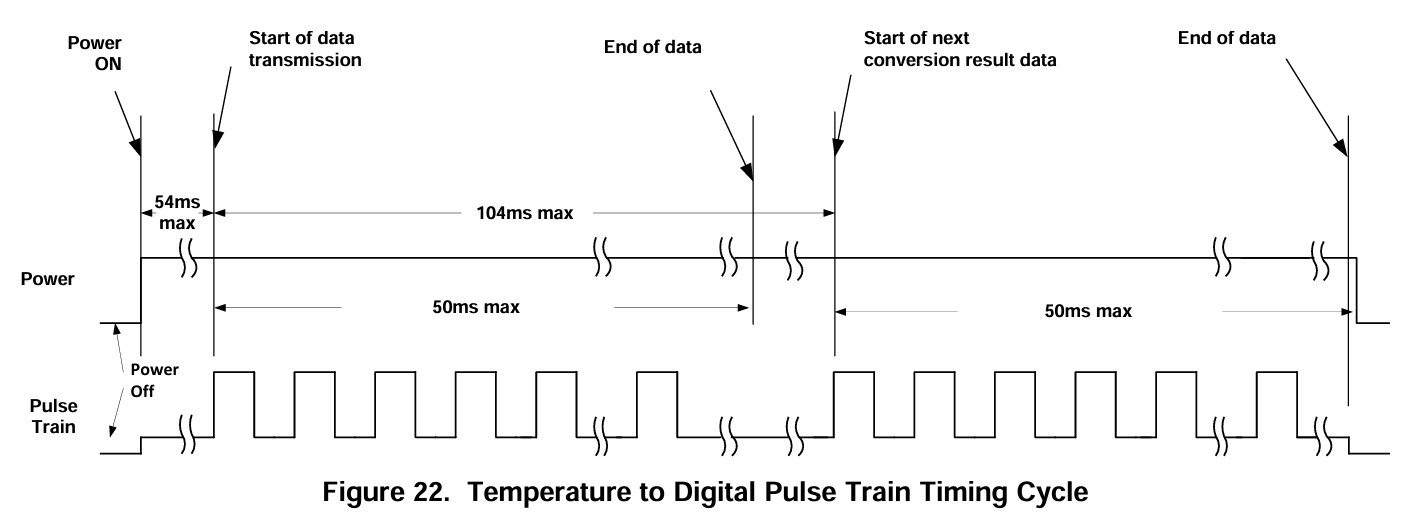 Power
ON
Start of data
transmission
End of data
Start of next
conversion result data
End of data
54ms
max
104ms max
Power
50ms max
50ms max
Power
Off
Pulse
Train
Figure 22. Temperature to Digital Pulse Train Timing Cycle